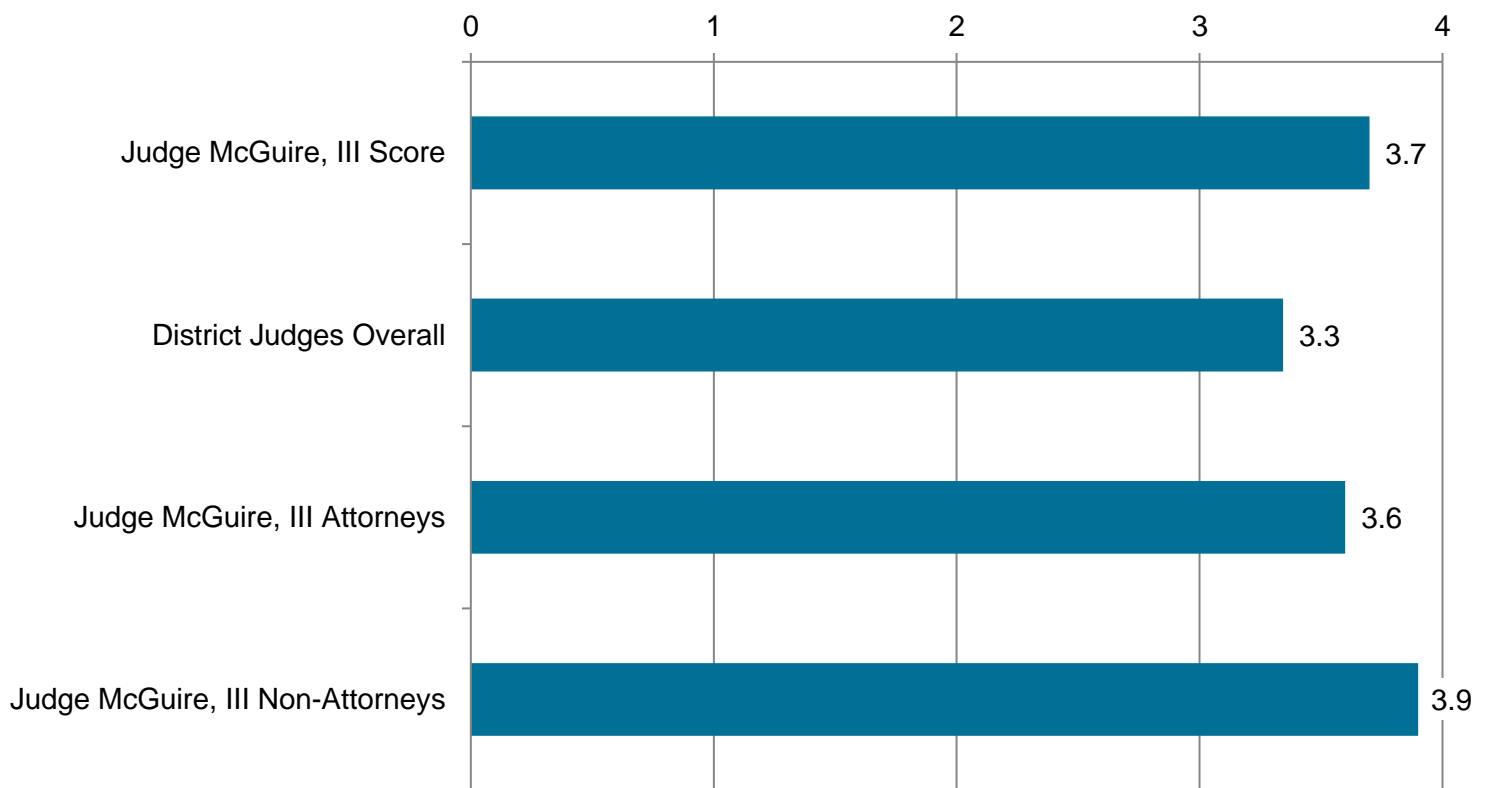 0 1 2 3 4
Judge McGuire, III Score 3.7
District Judges Overall 3.3
Judge McGuire, III Attorneys 3.6
Judge McGuire, III Non-Attorneys 3.9